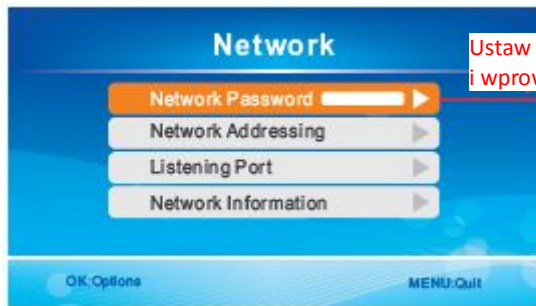 Network
Ustaw
i wprow
Network Password
Network Addressing
Listening Port
Network Information
OK:Options
MENU:Quit